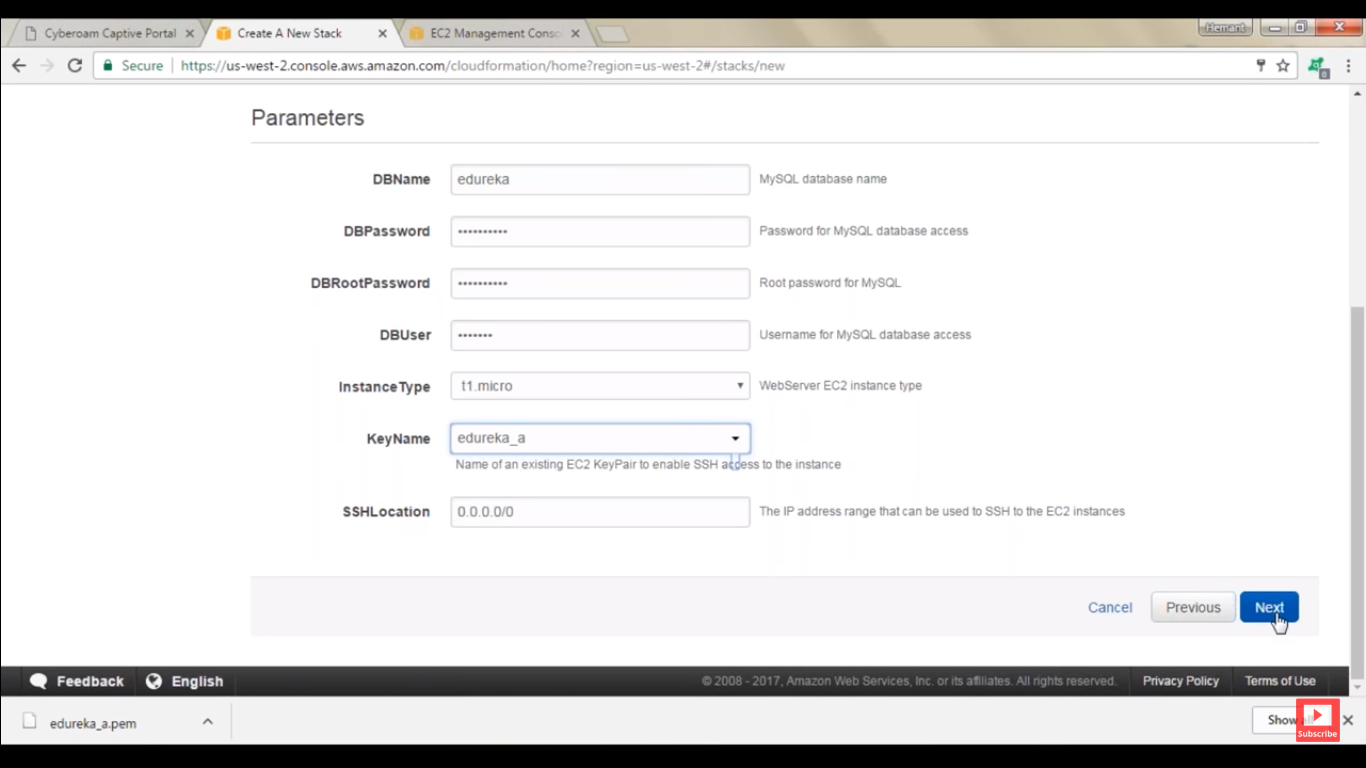 Cyberoam Captive Portal
Create A New Stack
EC2 Management Conso
Hemant
Secure
https://us-west-2.console.aws.amazon.com/cloudformation/home?region=us-west-2#/stacks/new
Parameters
DBName edureka MySQL database name
DBPassword •••••••••• Password for MySQL database access
DBRootPassword •••••••••• Root password for MySQL
DBUser ••••••• Username for MySQL database access
InstanceType t1.micro WebServer EC2 instance type
KeyName edureka_a
Name of an existing EC2 KeyPair to enable SSH access to the instance
SSHLocation 0.0.0.0/0 The IP address range that can be used to SSH to the EC2 instances
Cancel Previous Next
Feedback English © 2008 - 2017, Amazon Web Services, Inc. or its affiliates. All rights reserved. Privacy Policy Terms of Use
edureka_a.pem
Show
Subscribe